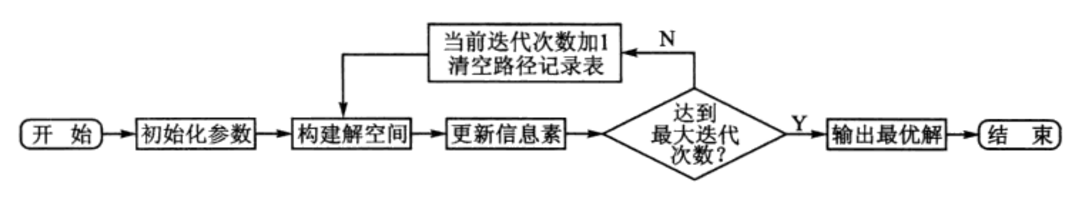 当前迭代次数加1
清空路径记录表
N
开 始
初始化参数
构建解空间
更新信息素
达到
最大迭代
次数?
Y
输出最优解
结 束